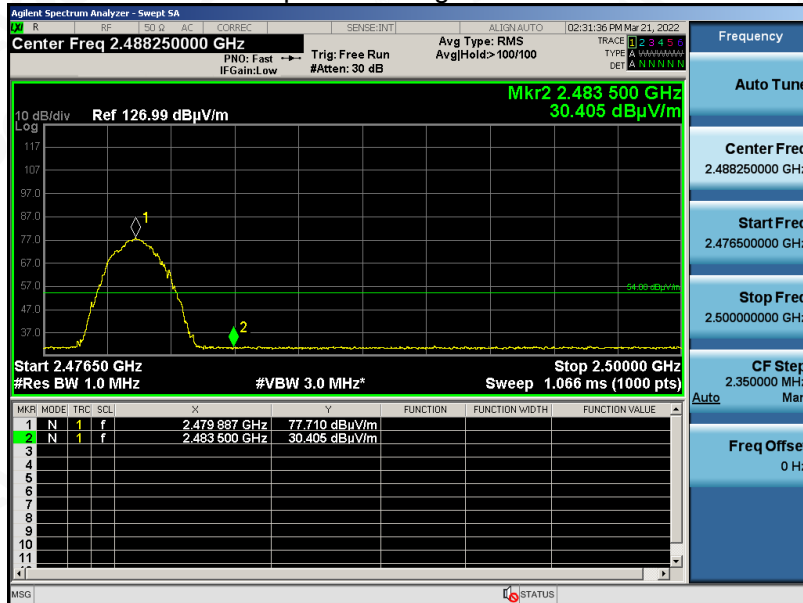 Agilent Spectrum Analyzer - Swept SA
LXI R RF 50 Ω AC CORREC SENSE:INT ALIGN AUTO 02:31:36 PM Mar 21, 2022
Center Freq 2.488250000 GHz
PNO: Fast
IFGain:Low
Trig: Free Run
#Atten: 30 dB
Avg Type: RMS
Avg|Hold:>100/100
TRACE 1 2 3 4 5 6
TYPE A WWWWW
DET A N N N N N
Mkr2 2.483 500 GHz
30.405 dBµV/m
10 dB/div Ref 126.99 dBµV/m
Log
117
107
97.0
87.0
77.0
67.0
57.0
47.0
37.0
1
2
54.00 dBµV/m
Start 2.47650 GHz Stop 2.50000 GHz
#Res BW 1.0 MHz #VBW 3.0 MHz* Sweep 1.066 ms (1000 pts)
MKR MODE TRC SCL X Y FUNCTION FUNCTION WIDTH FUNCTION VALUE
1 N 1 f 2.479 887 GHz 77.710 dBµV/m
2 N 1 f 2.483 500 GHz 30.405 dBµV/m
3
4
5
6
7
8
9
10
11
MSG STATUS
Frequency
Auto Tune
Center Freq
2.488250000 GHz
Start Freq
2.476500000 GHz
Stop Freq
2.500000000 GHz
CF Step
2.350000 MHz
Auto Man
Freq Offset
0 Hz